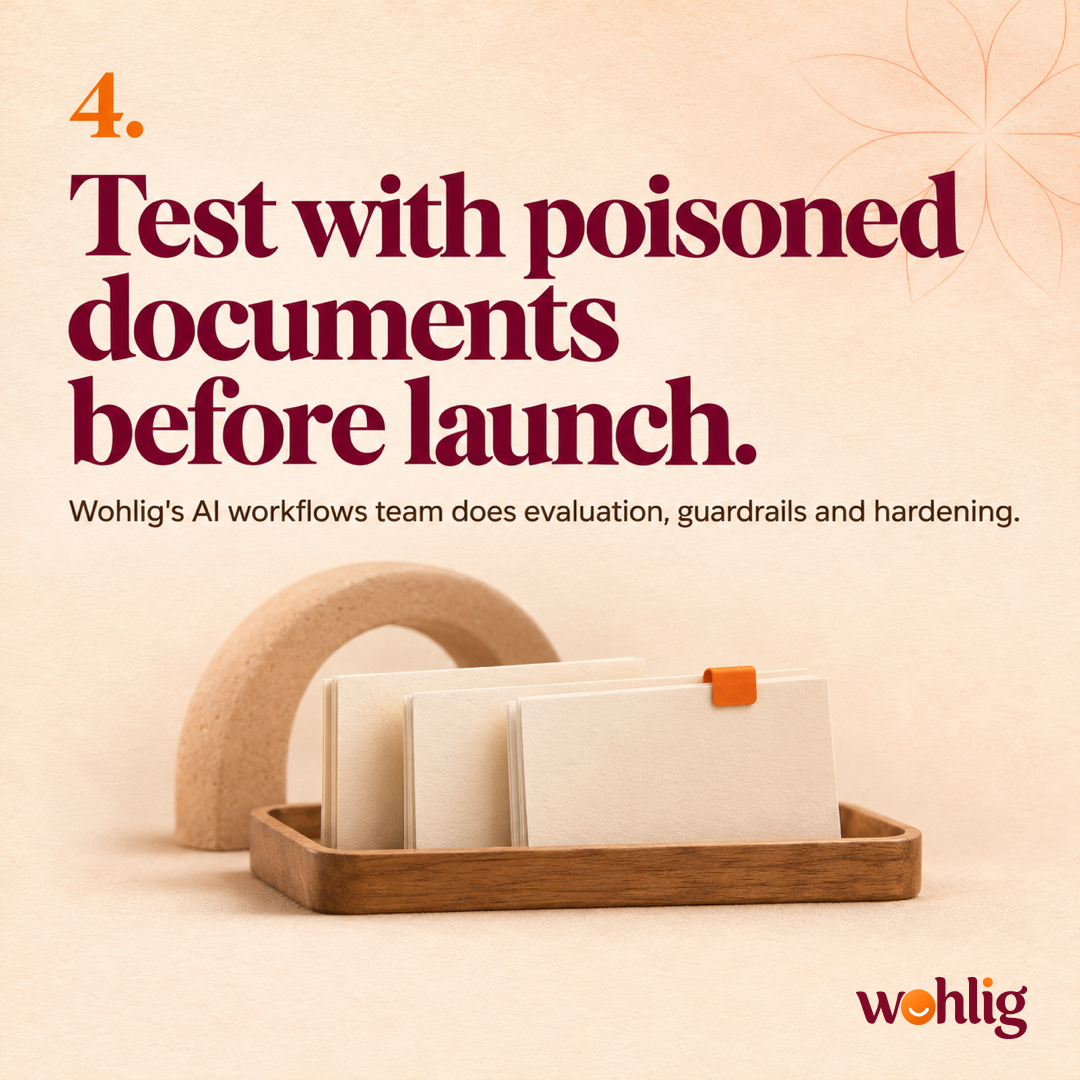 4.
Test with poisoned
documents
before launch.
Wohlig's AI workflows team does evaluation, guardrails and hardening.
wohlig